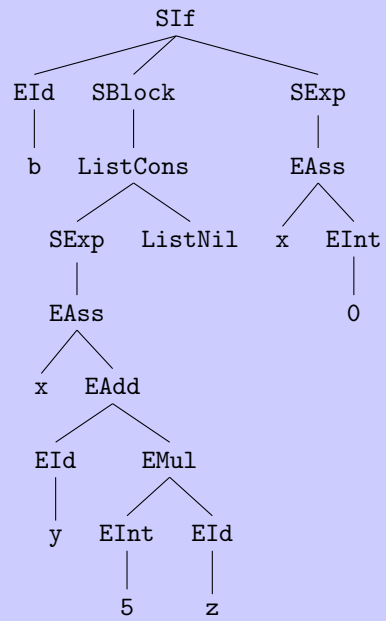 SIf
EId SBlock SExp
b ListCons EAss
SExp ListNil x EInt
EAss 0
x EAdd
EId EMul
y EInt EId
5 z